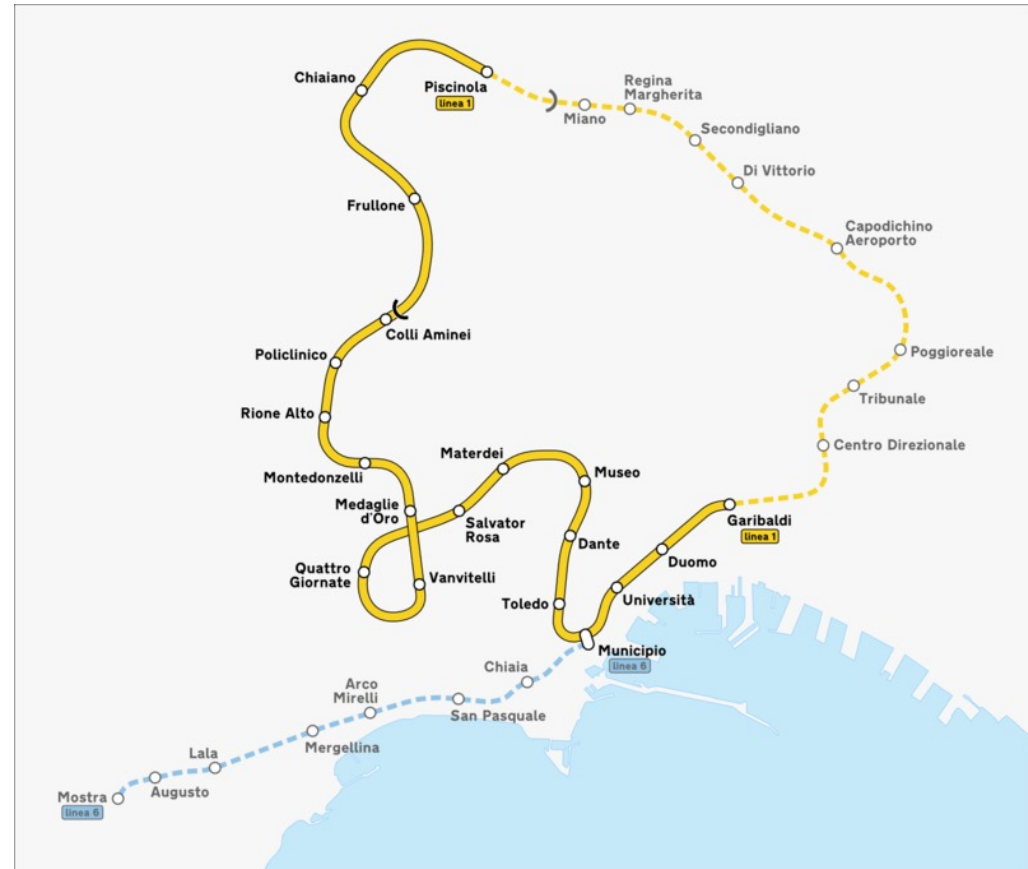 Chiaiano
Piscinola
linea 1
Miano
Regina
Margherita
Secondigliano
Di Vittorio
Capodichino
Aeroporto
Poggioreale
Tribunale
Centro Direzionale
Frullone
Colli Aminei
Policlinico
Rione Alto
Montedonzelli
Medaglie
d'Oro
Materdei
Museo
Salvator
Rosa
Dante
Garibaldi
linea 1
Duomo
Quattro
Giornate
Vanvitelli
Toledo
Università
Municipio
linea 6
Chiaia
San Pasquale
Arco
Mirelli
Mergellina
Lala
Augusto
Mostra
linea 6